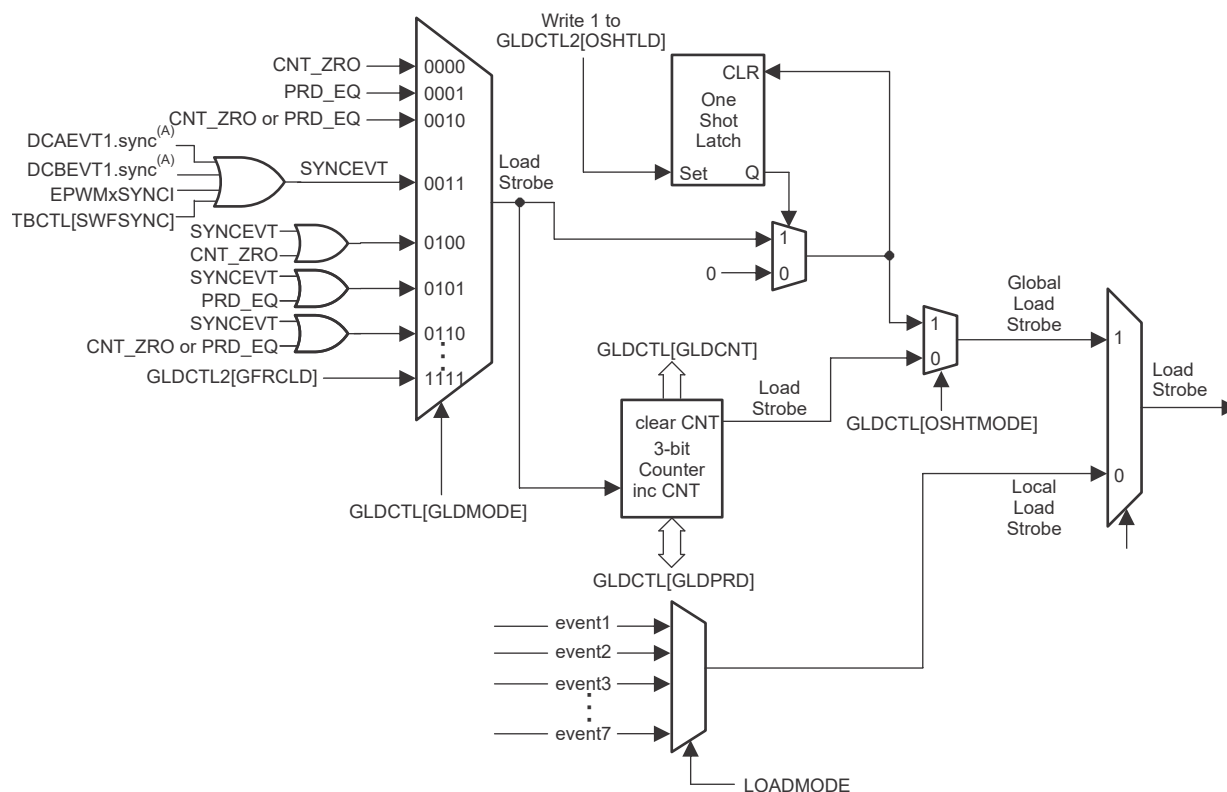 Write 1 to
GLDCTL2[OSHTLD]
CNT_ZRO
0000
PRD_EQ
0001
CNT_ZRO or PRD_EQ
0010
DCAEVT1.sync(A)
DCBEVT1.sync(A)
EPWMxSYNCI
TBCTL[SWFSYNC]
SYNCEVT
0011
SYNCEVT
CNT_ZRO
0100
SYNCEVT
PRD_EQ
0101
SYNCEVT
CNT_ZRO or PRD_EQ
0110
GLDCTL2[GFRCLD]
1111
GLDCTL[GLDMODE]
Load
Strobe
CLR
One
Shot
Latch
Set
Q
1
0
0
GLDCTL[GLDCNT]
clear CNT
3-bit
Counter
inc CNT
GLDCTL[GLDPRD]
Load
Strobe
1
0
GLDCTL[OSHTMODE]
Global
Load
Strobe
1
0
Local
Load
Strobe
Load
Strobe
event1
event2
event3
event7
LOADMODE